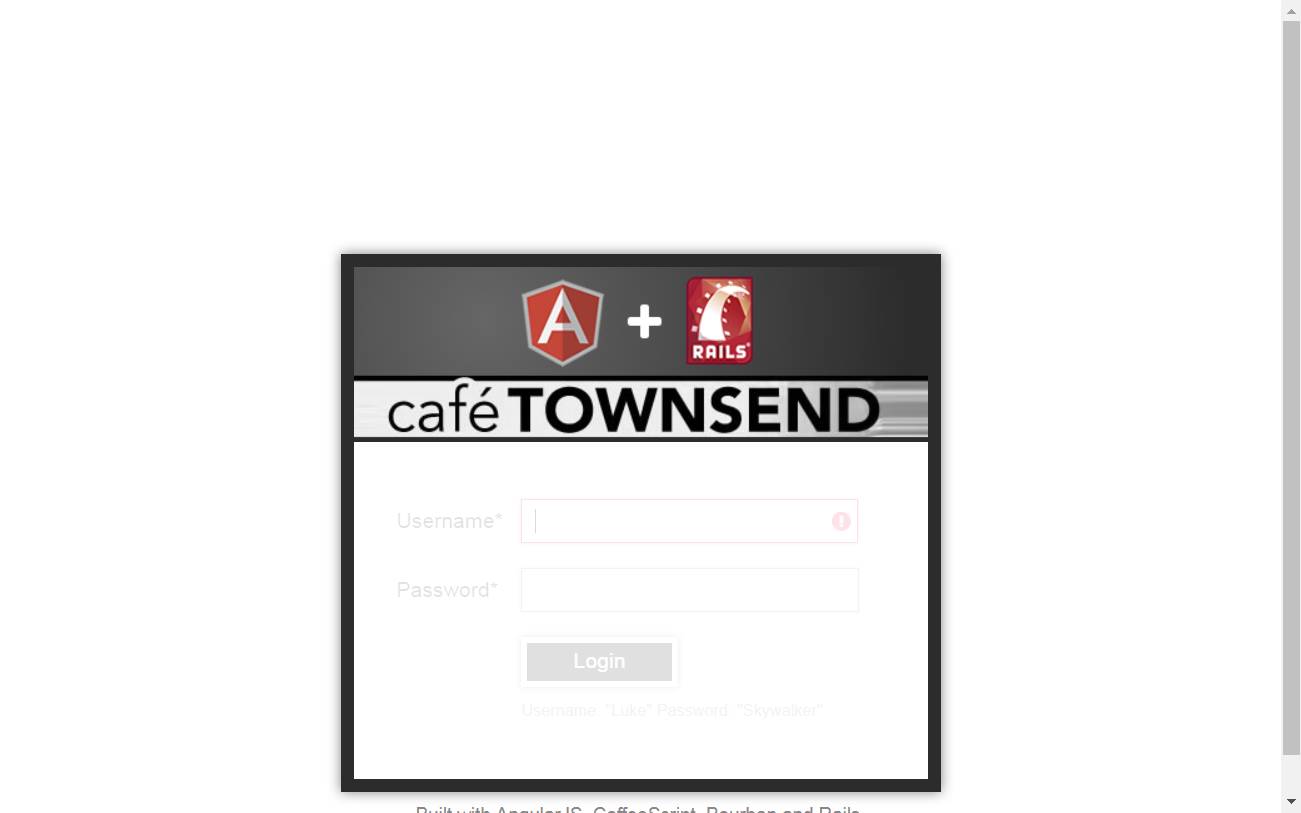 A
RAILS®
café TOWNSEND
Username*
Password*
Login
Username: "Luke" Password: "Skywalker"
Built with AngularJS, CoffeeScript, Bourbon and Rails